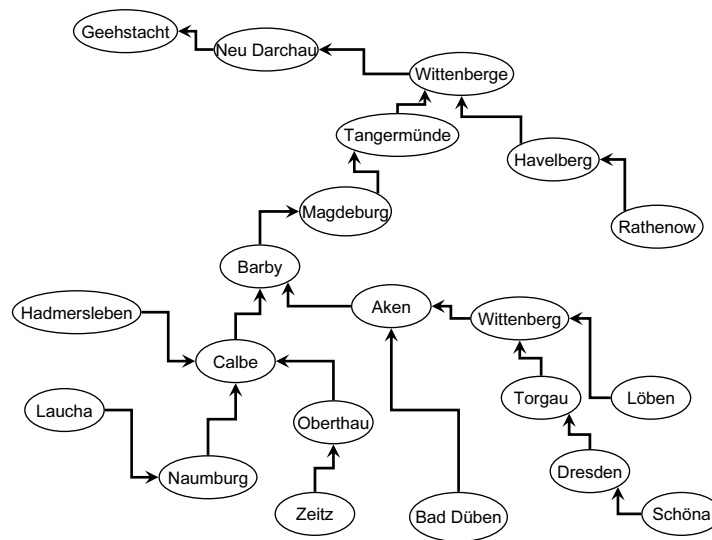 Geehstacht
Neu Darchau
Wittenberge
Tangermünde
Havelberg
Magdeburg
Rathenow
Barby
Hadmersleben
Aken
Wittenberg
Calbe
Laucha
Torgau
Löben
Oberthau
Naumburg
Dresden
Zeitz
Bad Düben
Schöna